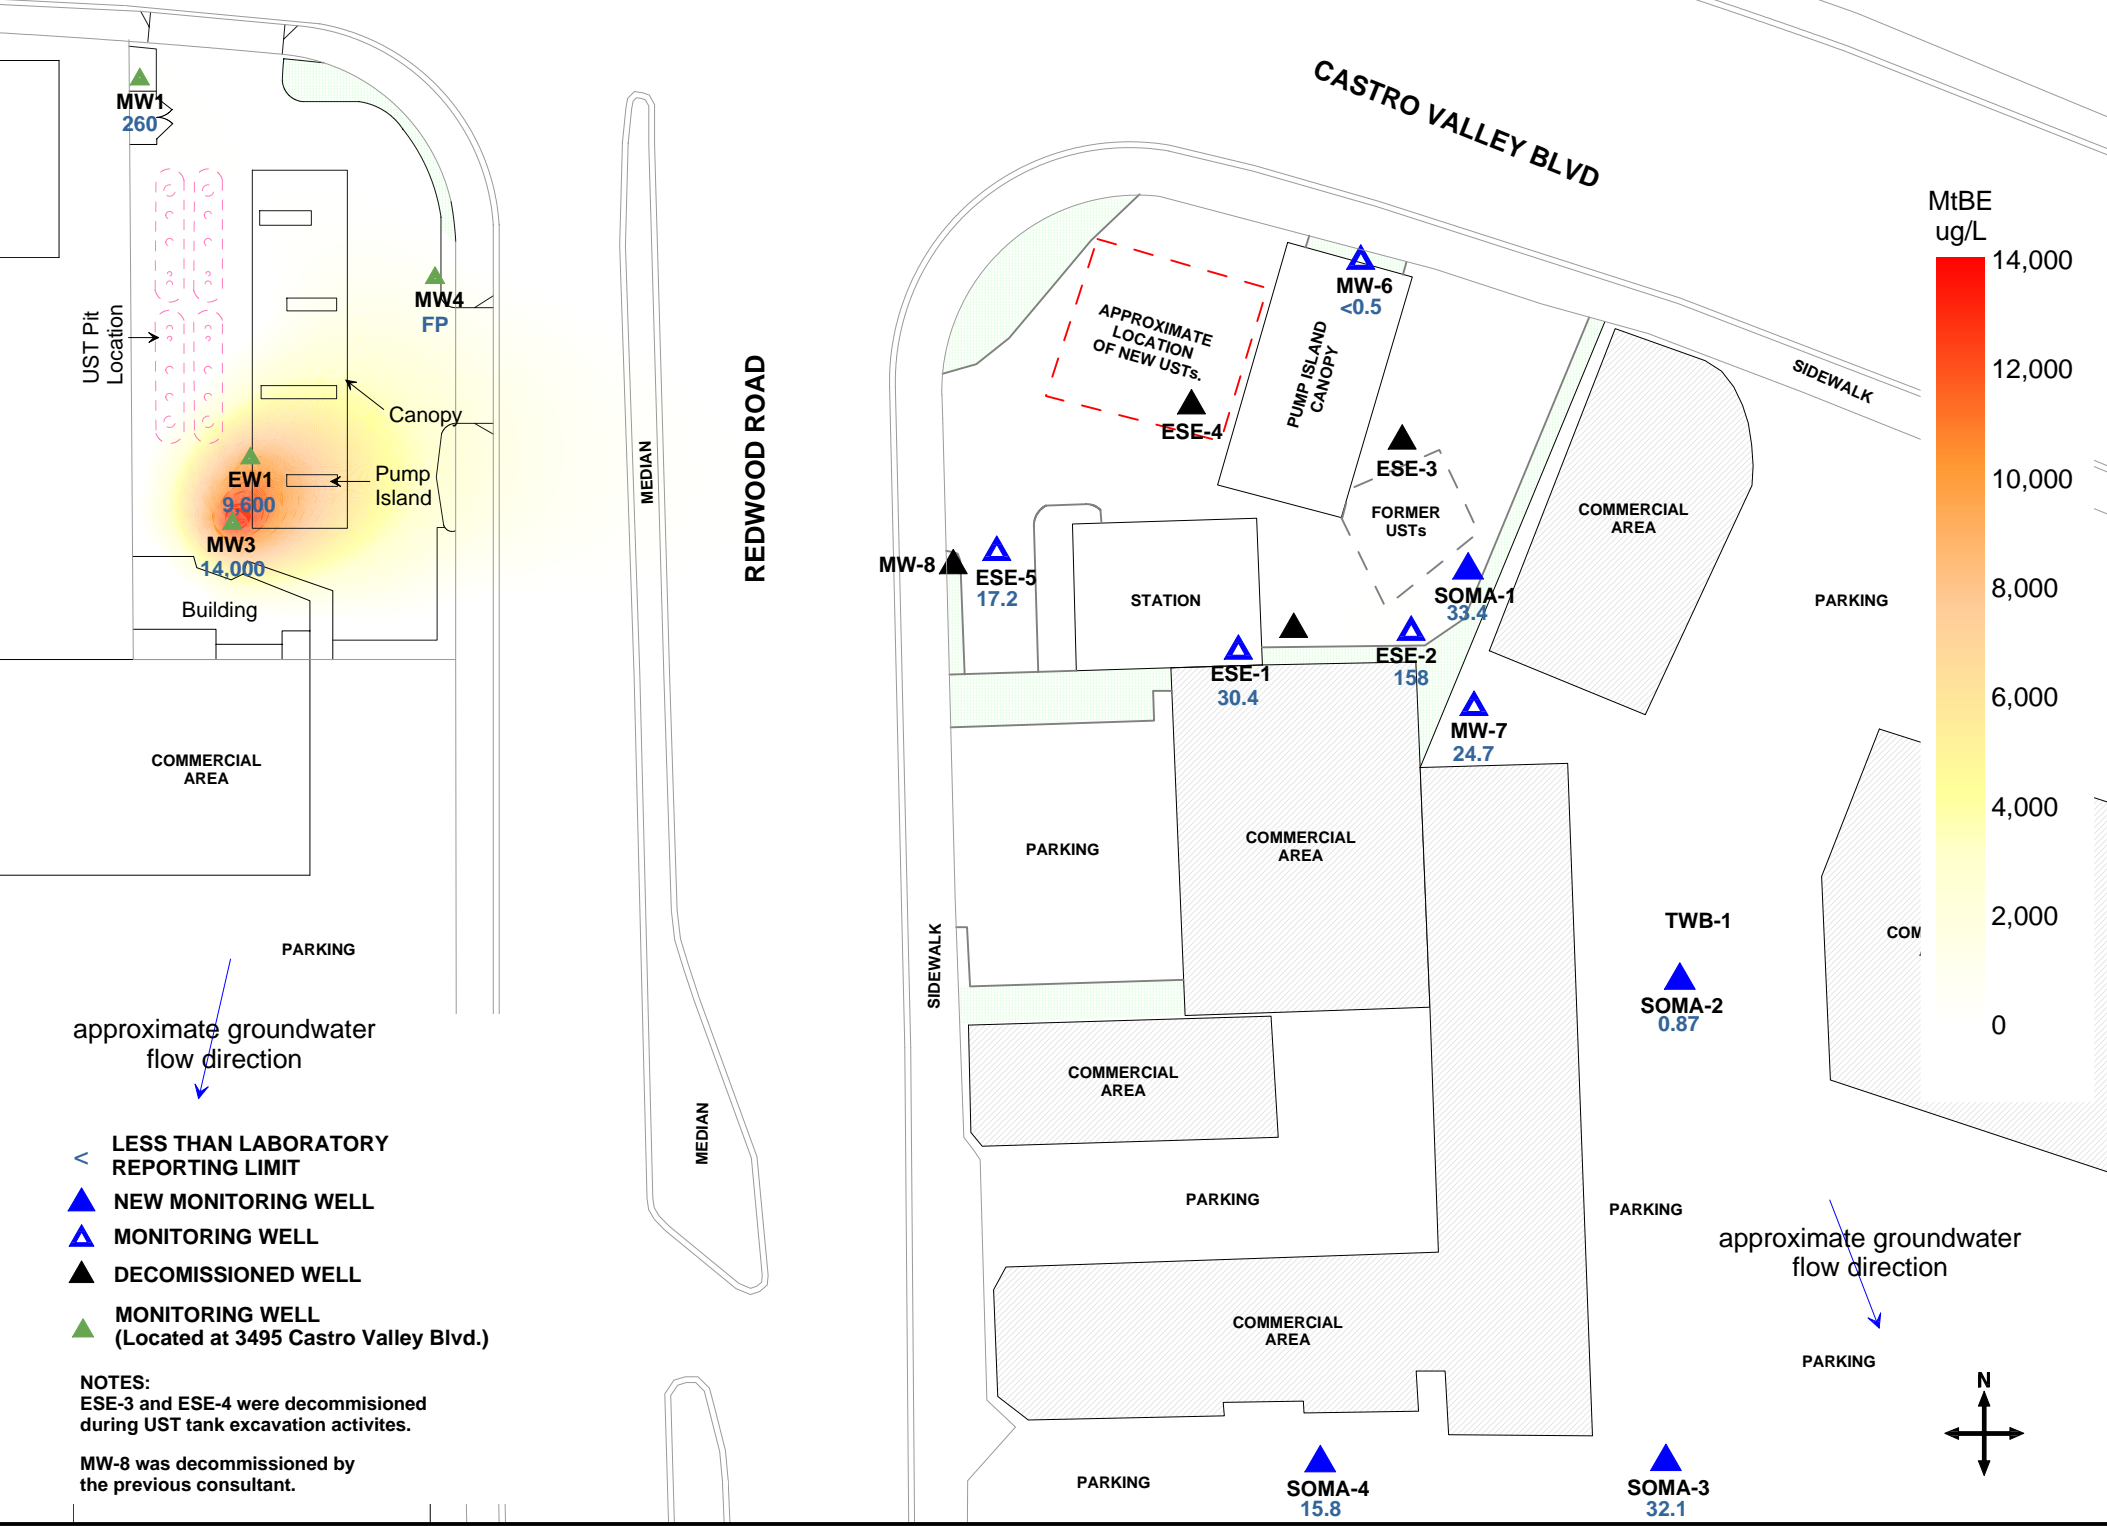 CASTRO VALLEY BLVD
MW1
260
UST Pit
Location
MW4
FP
Canopy
EW1
9,600
Pump
Island
MW3
14,000
Building
COMMERCIAL
AREA
PARKING
approximate groundwater
flow direction
MEDIAN
REDWOOD ROAD
MEDIAN
APPROXIMATE
LOCATION
OF NEW USTs.
ESE-4
PUMP ISLAND
CANOPY
MW-6
<0.5
ESE-3
FORMER
USTs
MW-8
ESE-5
17.2
STATION
SOMA-1
33.4
ESE-1
30.4
ESE-2
158
MW-7
24.7
SIDEWALK
COMMERCIAL
AREA
PARKING
PARKING
COMMERCIAL
AREA
SIDEWALK
COMMERCIAL
AREA
PARKING
COMMERCIAL
AREA
TWB-1
SOMA-2
0.87
COM
PARKING
approximate groundwater
flow direction
PARKING
N
PARKING
SOMA-4
15.8
SOMA-3
32.1
MtBE
ug/L
14,000
12,000
10,000
8,000
6,000
4,000
2,000
0
< LESS THAN LABORATORY
REPORTING LIMIT
NEW MONITORING WELL
MONITORING WELL
DECOMISSIONED WELL
MONITORING WELL
(Located at 3495 Castro Valley Blvd.)
NOTES:
ESE-3 and ESE-4 were decommisioned
during UST tank excavation activites.
MW-8 was decommissioned by
the previous consultant.